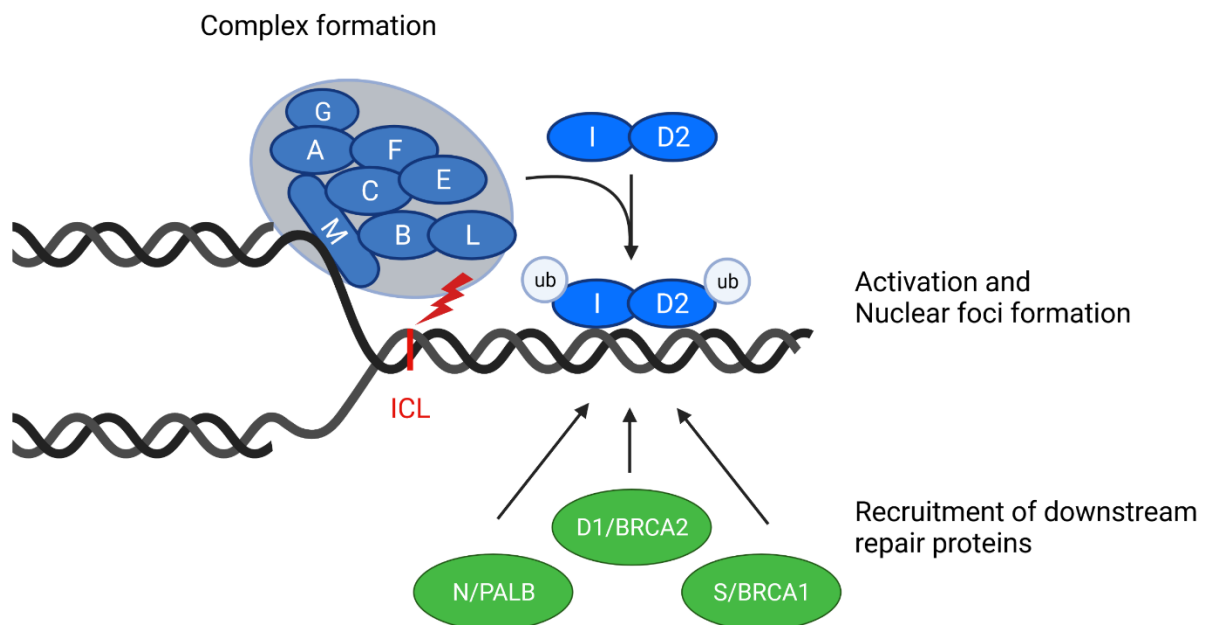 Complex formation
G
A
F
C
E
M
B
L
I
D2
ub
I
D2
ub
Activation and
Nuclear foci formation
ICL
D1/BRCA2
N/PALB
S/BRCA1
Recruitment of downstream
repair proteins